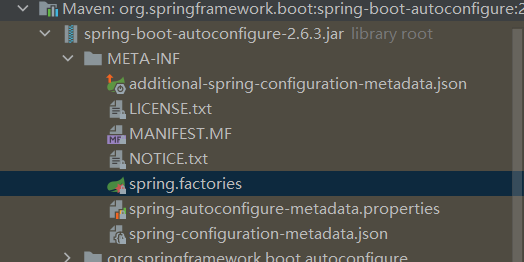 Maven: org.springframework.boot:spring-boot-autoconfigure:2
spring-boot-autoconfigure-2.6.3.jar library root
META-INF
additional-spring-configuration-metadata.json
LICENSE.txt
MANIFEST.MF
NOTICE.txt
spring.factories
spring-autoconfigure-metadata.properties
spring-configuration-metadata.json
org.springframework.boot.autoconfigure